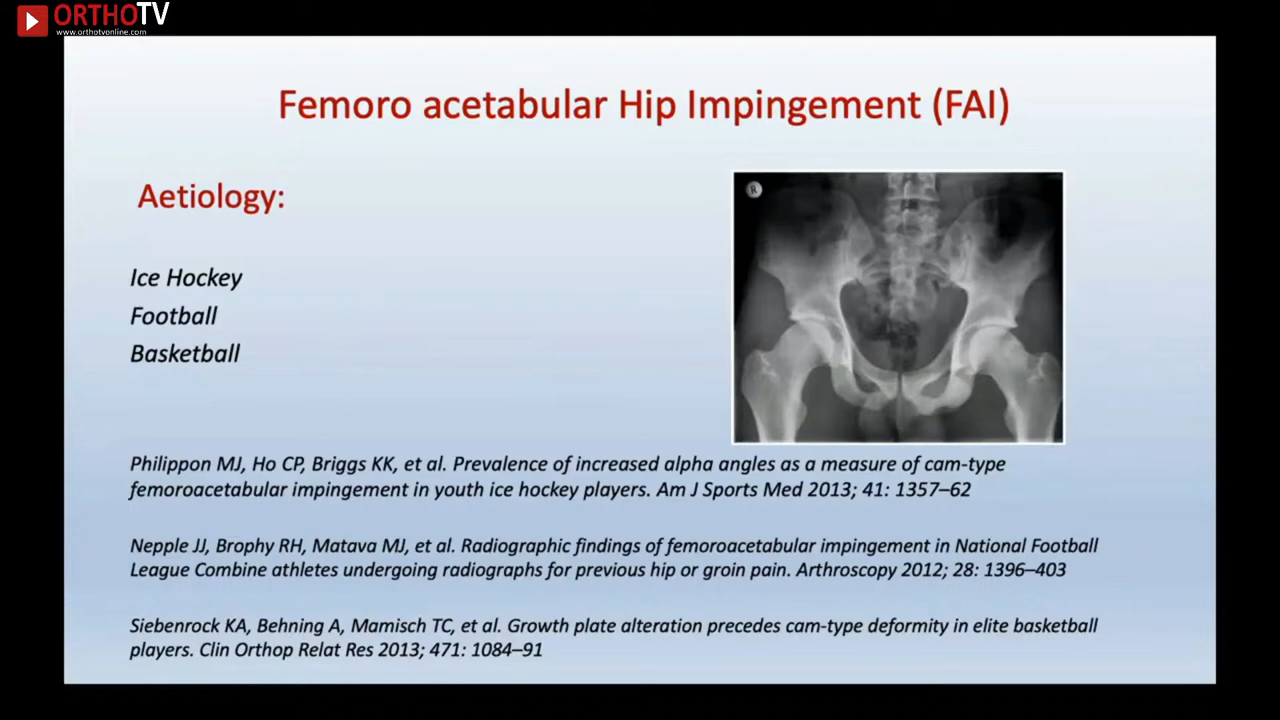 ORTHOTV
www.orthotvonline.com
Femoro acetabular Hip Impingement (FAI)
Aetiology:
R
Ice Hockey
Football
Basketball
Philippon MJ, Ho CP, Briggs KK, et al. Prevalence of increased alpha angles as a measure of cam-type
femoroacetabular impingement in youth ice hockey players. Am J Sports Med 2013; 41: 1357–62
Nepple JJ, Brophy RH, Matava MJ, et al. Radiographic findings of femoroacetabular impingement in National Football
League Combine athletes undergoing radiographs for previous hip or groin pain. Arthroscopy 2012; 28: 1396–403
Siebenrock KA, Behning A, Mamisch TC, et al. Growth plate alteration precedes cam-type deformity in elite basketball
players. Clin Orthop Relat Res 2013; 471: 1084–91